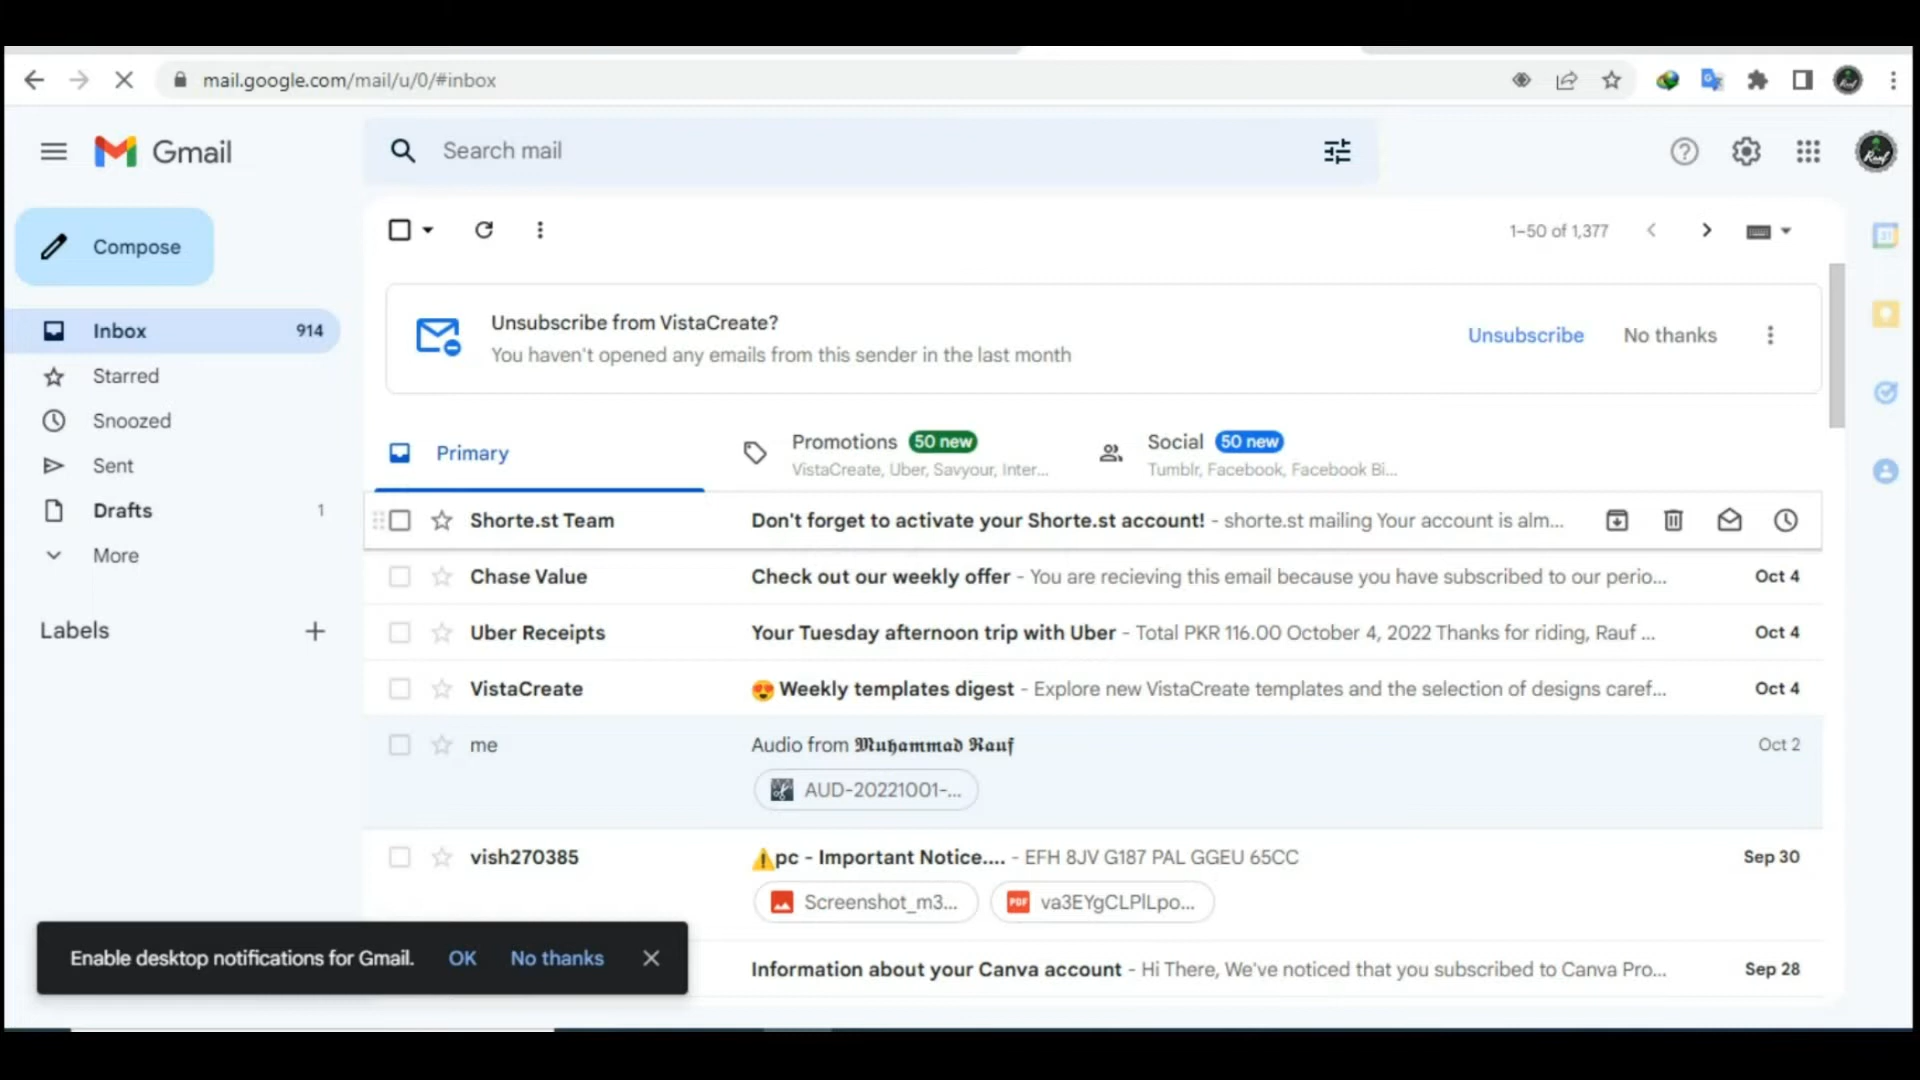 mail.google.com/mail/u/0/#inbox
Gmail
Search mail
Compose
1–50 of 1,377
Inbox 914
Starred
Snoozed
Sent
Drafts 1
More
Labels
Unsubscribe from VistaCreate?
You haven't opened any emails from this sender in the last month
Unsubscribe No thanks
Primary
Promotions 50 new
VistaCreate, Uber, Savyour, Inter...
Social 50 new
Tumblr, Facebook, Facebook Bi...
Shorte.st Team Don't forget to activate your Shorte.st account! - shorte.st mailing Your account is alm...
Chase Value Check out our weekly offer - You are recieving this email because you have subscribed to our perio... Oct 4
Uber Receipts Your Tuesday afternoon trip with Uber - Total PKR 116.00 October 4, 2022 Thanks for riding, Rauf ... Oct 4
VistaCreate 😍 Weekly templates digest - Explore new VistaCreate templates and the selection of designs caref... Oct 4
me Audio from 𝕸𝖚𝖍𝖆𝖒𝖒𝖆𝖉 𝕽𝖆𝖚𝖋 Oct 2
AUD-20221001-...
vish270385 ⚠️pc - Important Notice.... - EFH 8JV G187 PAL GGEU 65CC Sep 30
Screenshot_m3... PDF va3EYgCLPlLpo...
Information about your Canva account - Hi There, We've noticed that you subscribed to Canva Pro... Sep 28
Enable desktop notifications for Gmail. OK No thanks